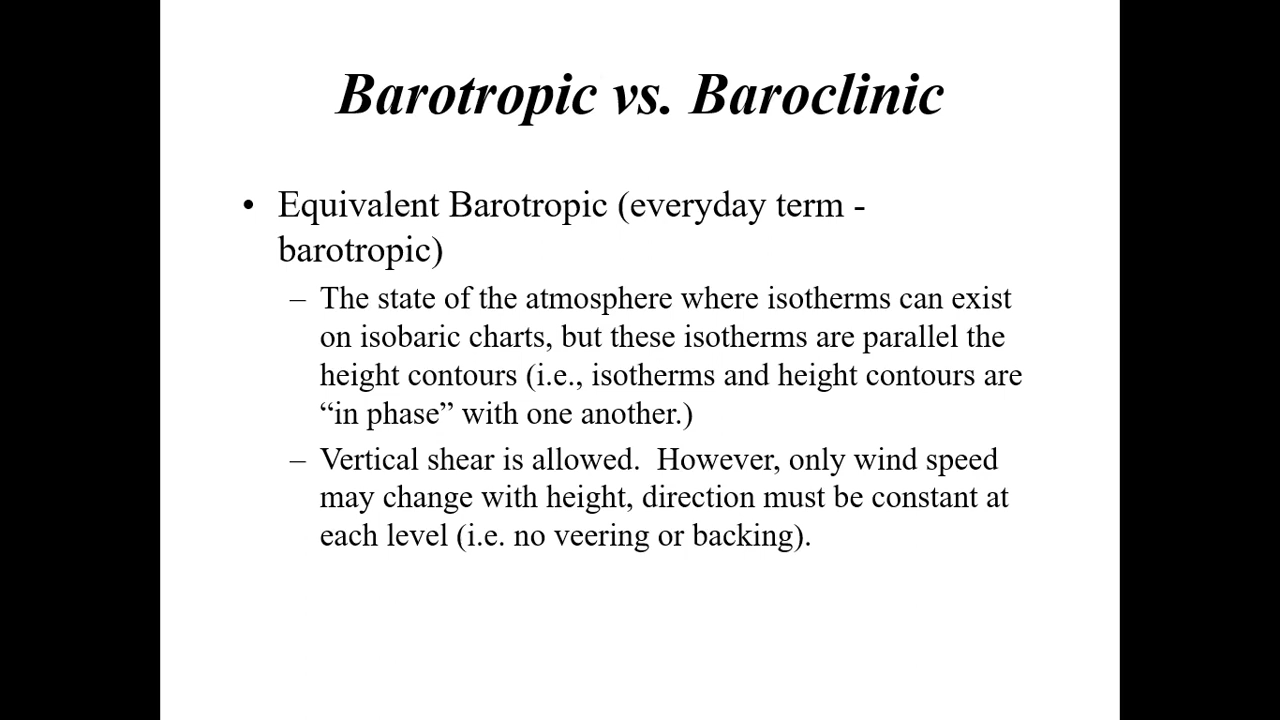 Barotropic vs. Baroclinic
• Equivalent Barotropic (everyday term -
barotropic)
– The state of the atmosphere where isotherms can exist
on isobaric charts, but these isotherms are parallel the
height contours (i.e., isotherms and height contours are
“in phase” with one another.)
– Vertical shear is allowed.  However, only wind speed
may change with height, direction must be constant at
each level (i.e. no veering or backing).